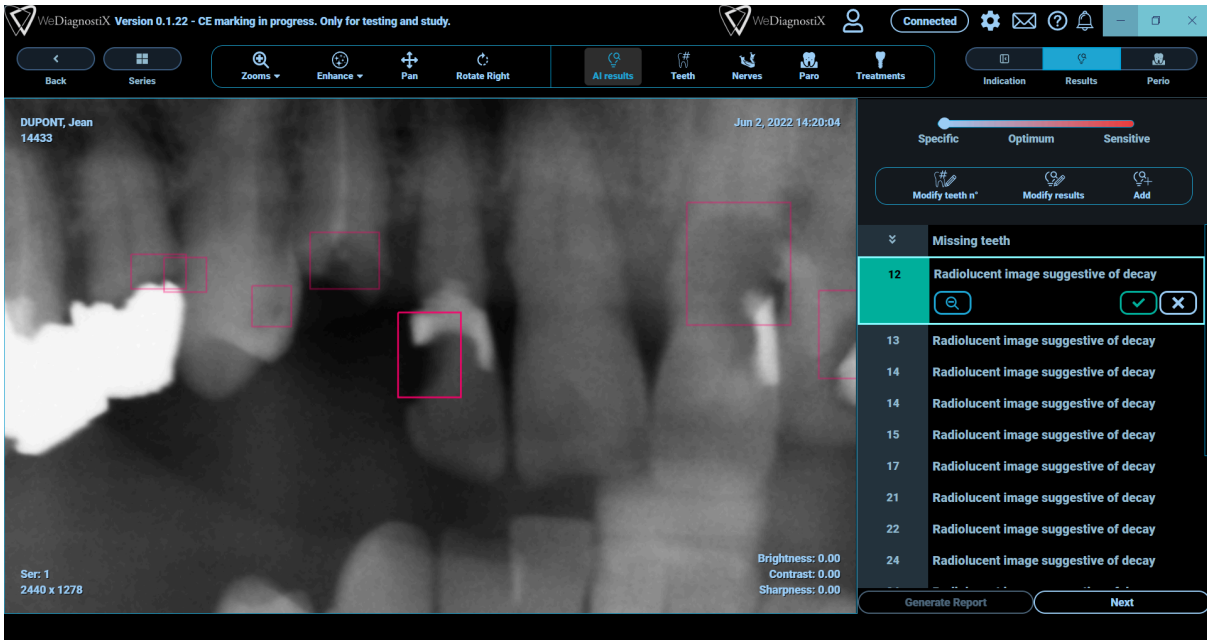 WeDiagnostiX Version 0.1.22 - CE marking in progress. Only for testing and study.
WeDiagnostiX
Connected
Back
Series
Zooms
Enhance
Pan
Rotate Right
AI results
Teeth
Nerves
Paro
Treatments
Indication
Results
Perio
DUPONT, Jean
14433
Jun 2, 2022 14:20:04
Ser: 1
2440 x 1278
Brightness: 0.00
Contrast: 0.00
Sharpness: 0.00
Specific Optimum Sensitive
Modify teeth n°
Modify results
Add
Missing teeth
12 Radiolucent image suggestive of decay
13 Radiolucent image suggestive of decay
14 Radiolucent image suggestive of decay
14 Radiolucent image suggestive of decay
15 Radiolucent image suggestive of decay
17 Radiolucent image suggestive of decay
21 Radiolucent image suggestive of decay
22 Radiolucent image suggestive of decay
24 Radiolucent image suggestive of decay
Generate Report
Next